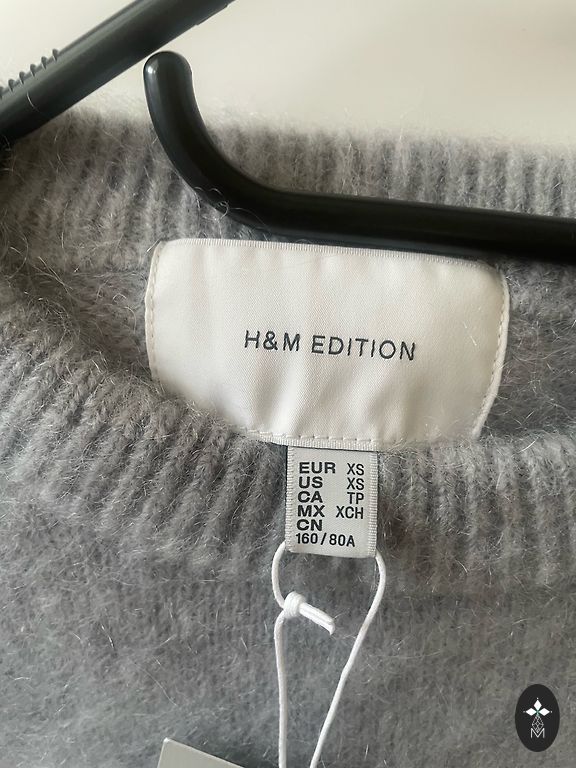 H&M EDITION
EUR XS
US XS
CA TP
MX XCH
CN
160/80A
M